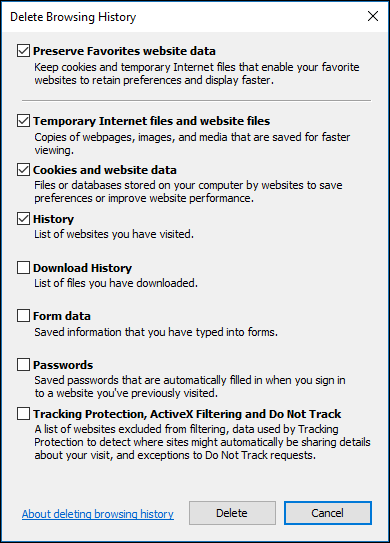 Delete Browsing History
Preserve Favorites website data
Keep cookies and temporary Internet files that enable your favorite
websites to retain preferences and display faster.
Temporary Internet files and website files
Copies of webpages, images, and media that are saved for faster
viewing.
Cookies and website data
Files or databases stored on your computer by websites to save
preferences or improve website performance.
History
List of websites you have visited.
Download History
List of files you have downloaded.
Form data
Saved information that you have typed into forms.
Passwords
Saved passwords that are automatically filled in when you sign in
to a website you've previously visited.
Tracking Protection, ActiveX Filtering and Do Not Track
A list of websites excluded from filtering, data used by Tracking
Protection to detect where sites might automatically be sharing details
about your visit, and exceptions to Do Not Track requests.
About deleting browsing history
Delete
Cancel